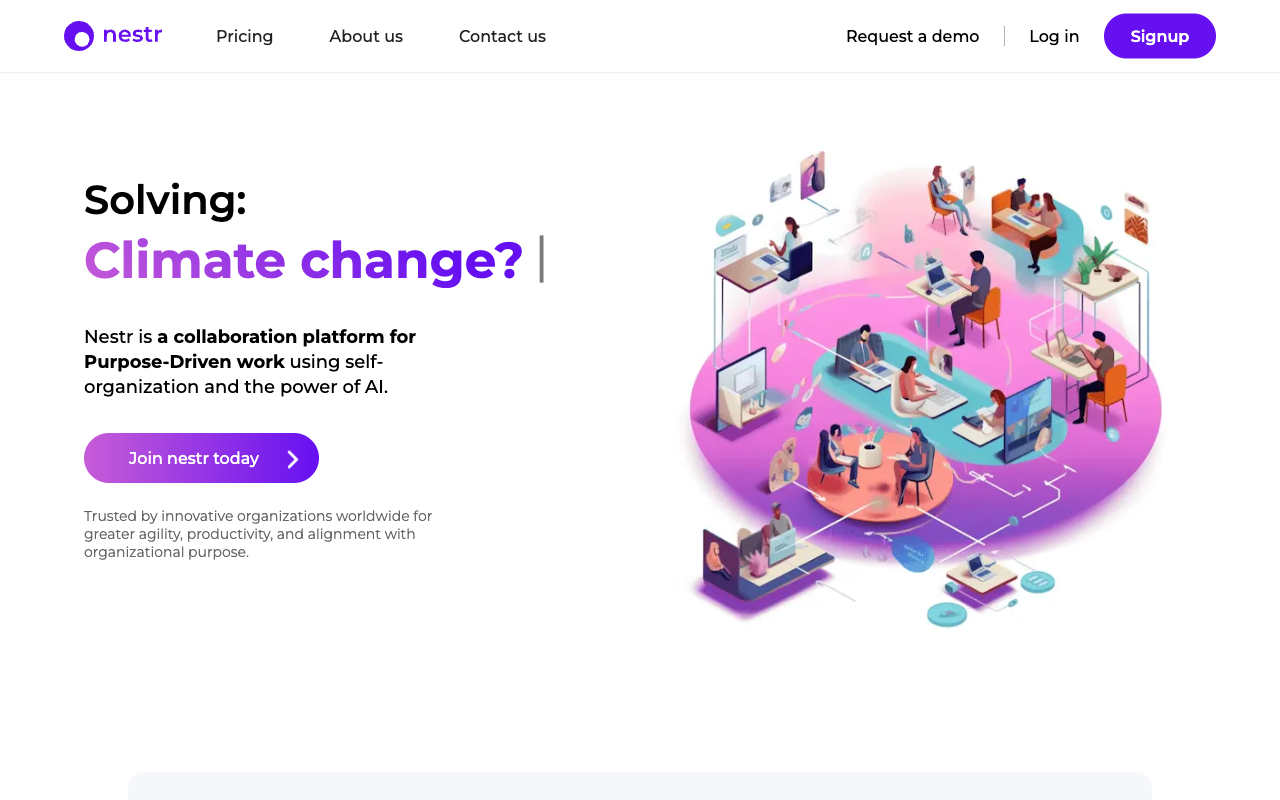 nestr
Pricing
About us
Contact us
Request a demo
Log in
Signup
Solving:
Climate change?
Nestr is a collaboration platform for
Purpose-Driven work using self-
organization and the power of AI.
Join nestr today
Trusted by innovative organizations worldwide for
greater agility, productivity, and alignment with
organizational purpose.